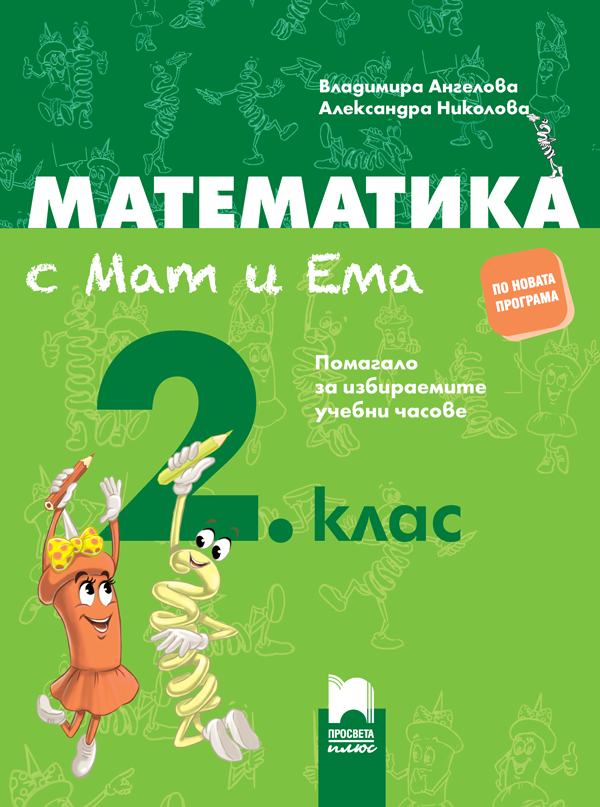 Владимира Ангелова
Александра Николова
МАТЕМАТИКА
с Мат и Ема
ПО НОВАТА
ПРОГРАМА
Помагало
за избираемите
учебни часове
2. клас
ПРОСВЕТА
плюс